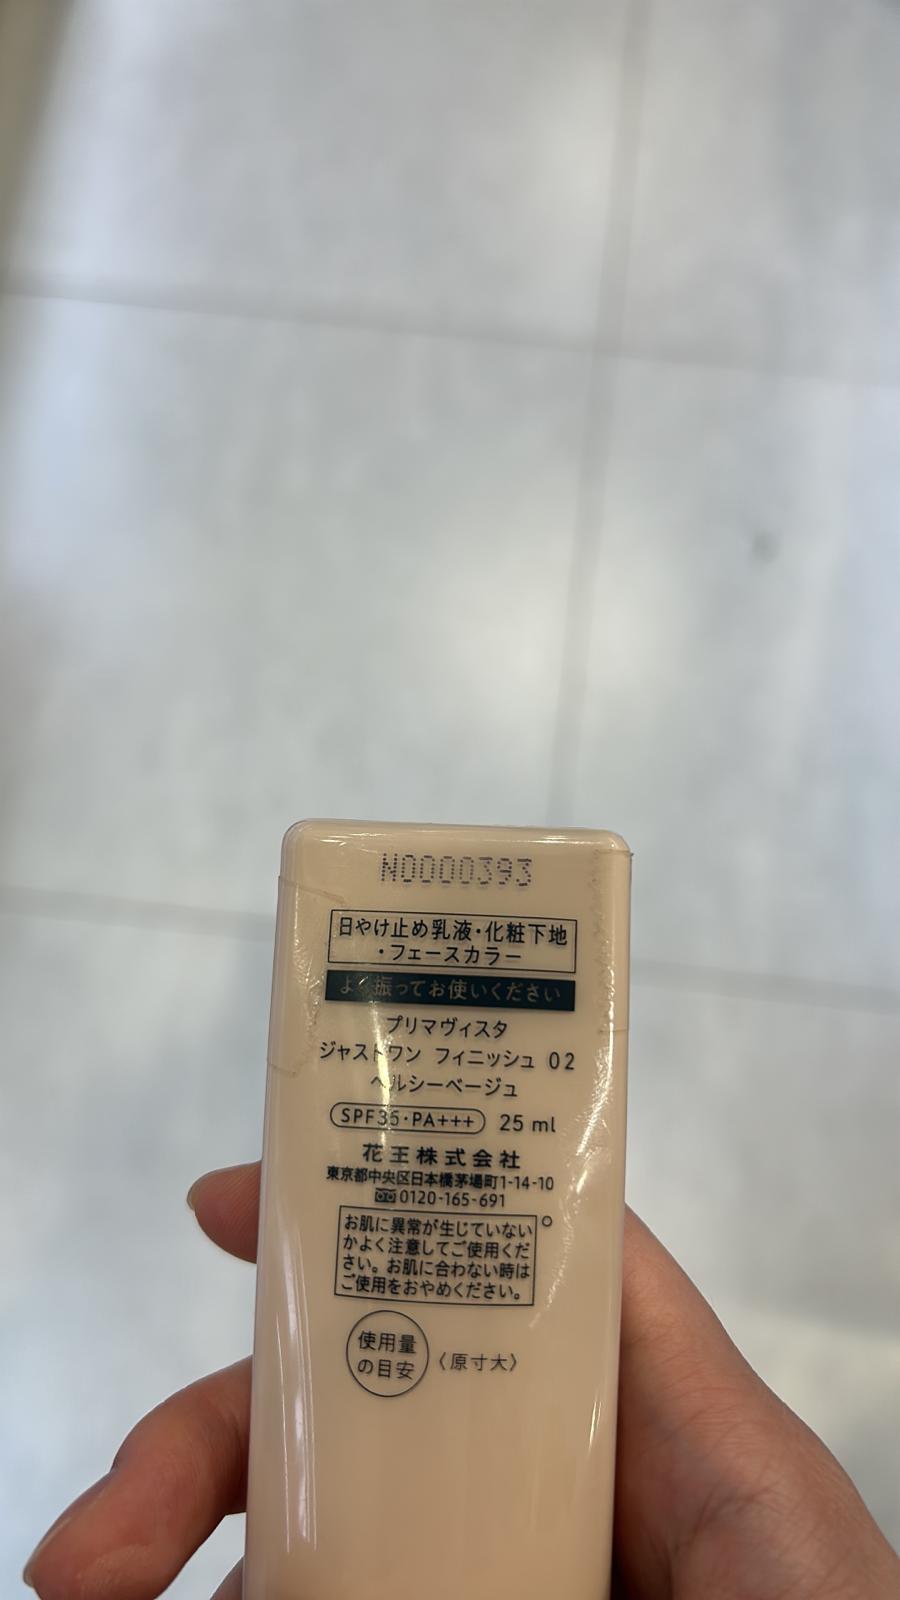 N0000393
日やけ止め乳液・化粧下地
・フェースカラー
よく振ってお使いください
プリマヴィスタ
ジャストワン フィニッシュ 02
ヘルシーベージュ
SPF35・PA+++ 25 ml
花王株式会社
東京都中央区日本橋茅場町1-14-10
0120-165-691
お肌に異常が生じていない
かよく注意してご使用くだ
さい。お肌に合わない時は
ご使用をおやめください。
使用量
の目安
〈原寸大〉